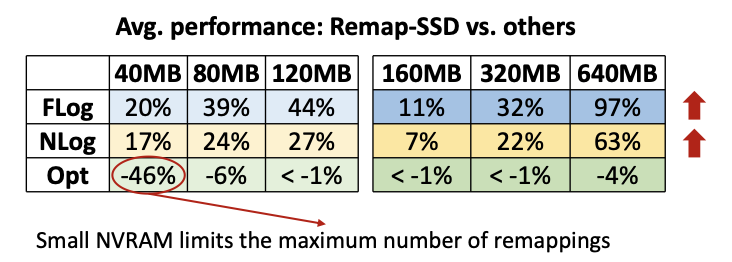 Avg. performance: Remap-SSD vs. others
40MB 80MB 120MB 160MB 320MB 640MB
FLog 20% 39% 44% 11% 32% 97%
NLog 17% 24% 27% 7% 22% 63%
Opt -46% -6% < -1% < -1% < -1% -4%
Small NVRAM limits the maximum number of remappings